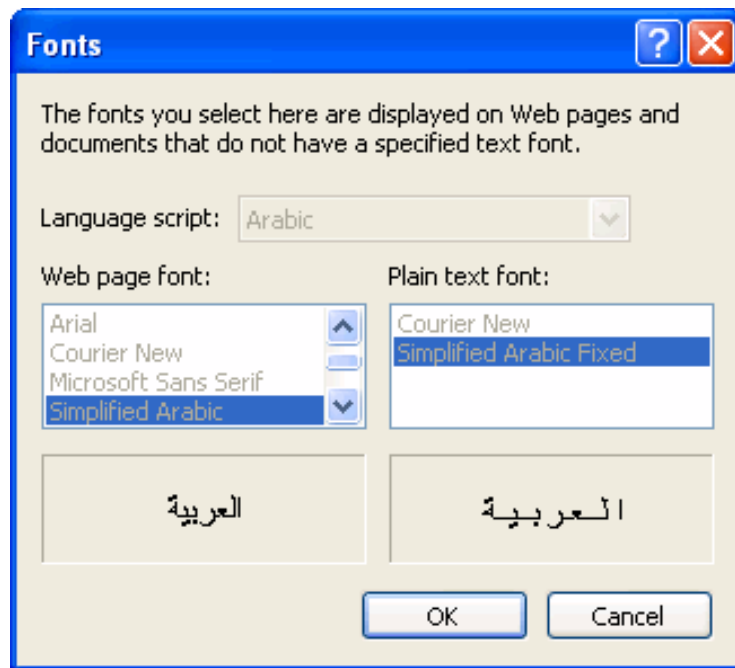 Fonts
The fonts you select here are displayed on Web pages and
documents that do not have a specified text font.
Language script: Arabic
Web page font:
Arial
Courier New
Microsoft Sans Serif
Simplified Arabic
Plain text font:
Courier New
Simplified Arabic Fixed
العربية
العربية
OK
Cancel